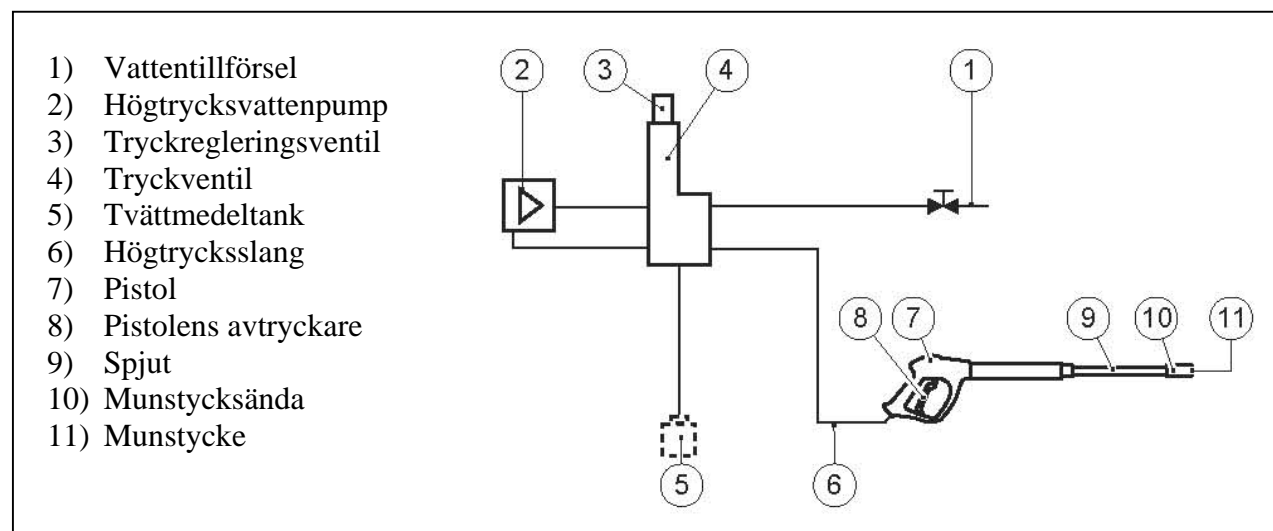 1) Vattentillförsel
2) Högtrycksvattenpump
3) Tryckregleringsventil
4) Tryckventil
5) Tvättmedeltank
6) Högtrycksslang
7) Pistol
8) Pistolens avtryckare
9) Spjut
10) Munstycksända
11) Munstycke
2 3 4 1
8 7 9 10 11
5 6